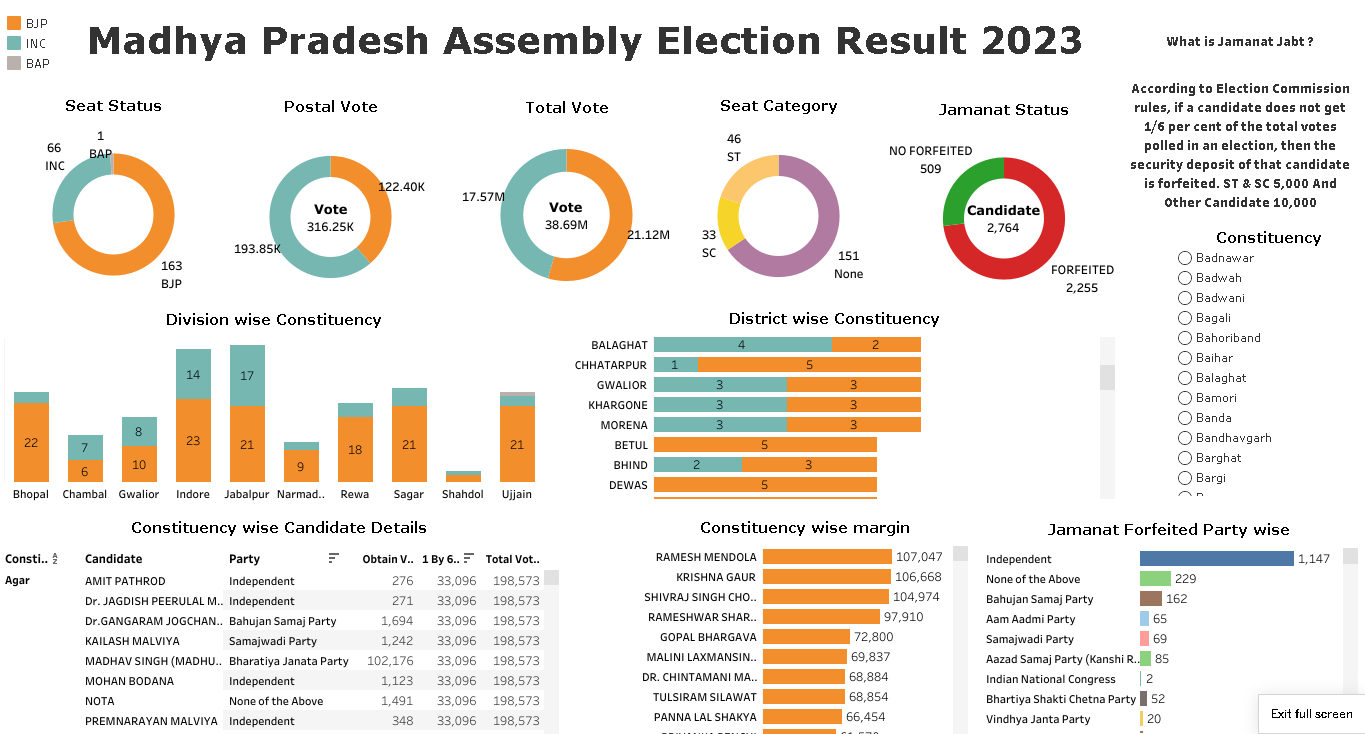 BJP
INC
BAP
Madhya Pradesh Assembly Election Result 2023
What is Jamanat Jabt ?
According to Election Commission
rules, if a candidate does not get
1/6 per cent of the total votes
polled in an election, then the
security deposit of that candidate
is forfeited. ST & SC 5,000 And
Other Candidate 10,000
Seat Status
1
BAP
66
INC
163
BJP
Postal Vote
122.40K
Vote
316.25K
193.85K
Total Vote
17.57M
Vote
38.69M
21.12M
Seat Category
46
ST
33
SC
151
None
Jamanat Status
NO FORFEITED
509
Candidate
2,764
FORFEITED
2,255
Constituency
Badnawar
Badwah
Badwani
Bagali
Bahoriband
Baihar
Balaghat
Bamori
Banda
Bandhavgarh
Barghat
Bargi
Division wise Constituency
22
7
6
8
10
14
23
17
21
9
18
21
21
Bhopal Chambal Gwalior Indore Jabalpur Narmad.. Rewa Sagar Shahdol Ujjain
District wise Constituency
BALAGHAT 4 2
CHHATARPUR 1 5
GWALIOR 3 3
KHARGONE 3 3
MORENA 3 3
BETUL 5
BHIND 2 3
DEWAS 5
Constituency wise Candidate Details
Consti.. Candidate Party Obtain V.. 1 By 6.. Total Vot..
Agar AMIT PATHROD Independent 276 33,096 198,573
Dr. JAGDISH PEERULAL M.. Independent 271 33,096 198,573
Dr.GANGARAM JOGCHAN.. Bahujan Samaj Party 1,694 33,096 198,573
KAILASH MALVIYA Samajwadi Party 1,242 33,096 198,573
MADHAV SINGH (MADHU.. Bharatiya Janata Party 102,176 33,096 198,573
MOHAN BODANA Independent 1,123 33,096 198,573
NOTA None of the Above 1,491 33,096 198,573
PREMNARAYAN MALVIYA Independent 348 33,096 198,573
Constituency wise margin
RAMESH MENDOLA 107,047
KRISHNA GAUR 106,668
SHIVRAJ SINGH CHO.. 104,974
RAMESHWAR SHAR.. 97,910
GOPAL BHARGAVA 72,800
MALINI LAXMANSIN.. 69,837
DR. CHINTAMANI MA.. 68,884
TULSIRAM SILAWAT 68,854
PANNA LAL SHAKYA 66,454
Jamanat Forfeited Party wise
Independent 1,147
None of the Above 229
Bahujan Samaj Party 162
Aam Aadmi Party 65
Samajwadi Party 69
Aazad Samaj Party (Kanshi R.. 85
Indian National Congress 2
Bhartiya Shakti Chetna Party 52
Vindhya Janta Party 20
Exit full screen